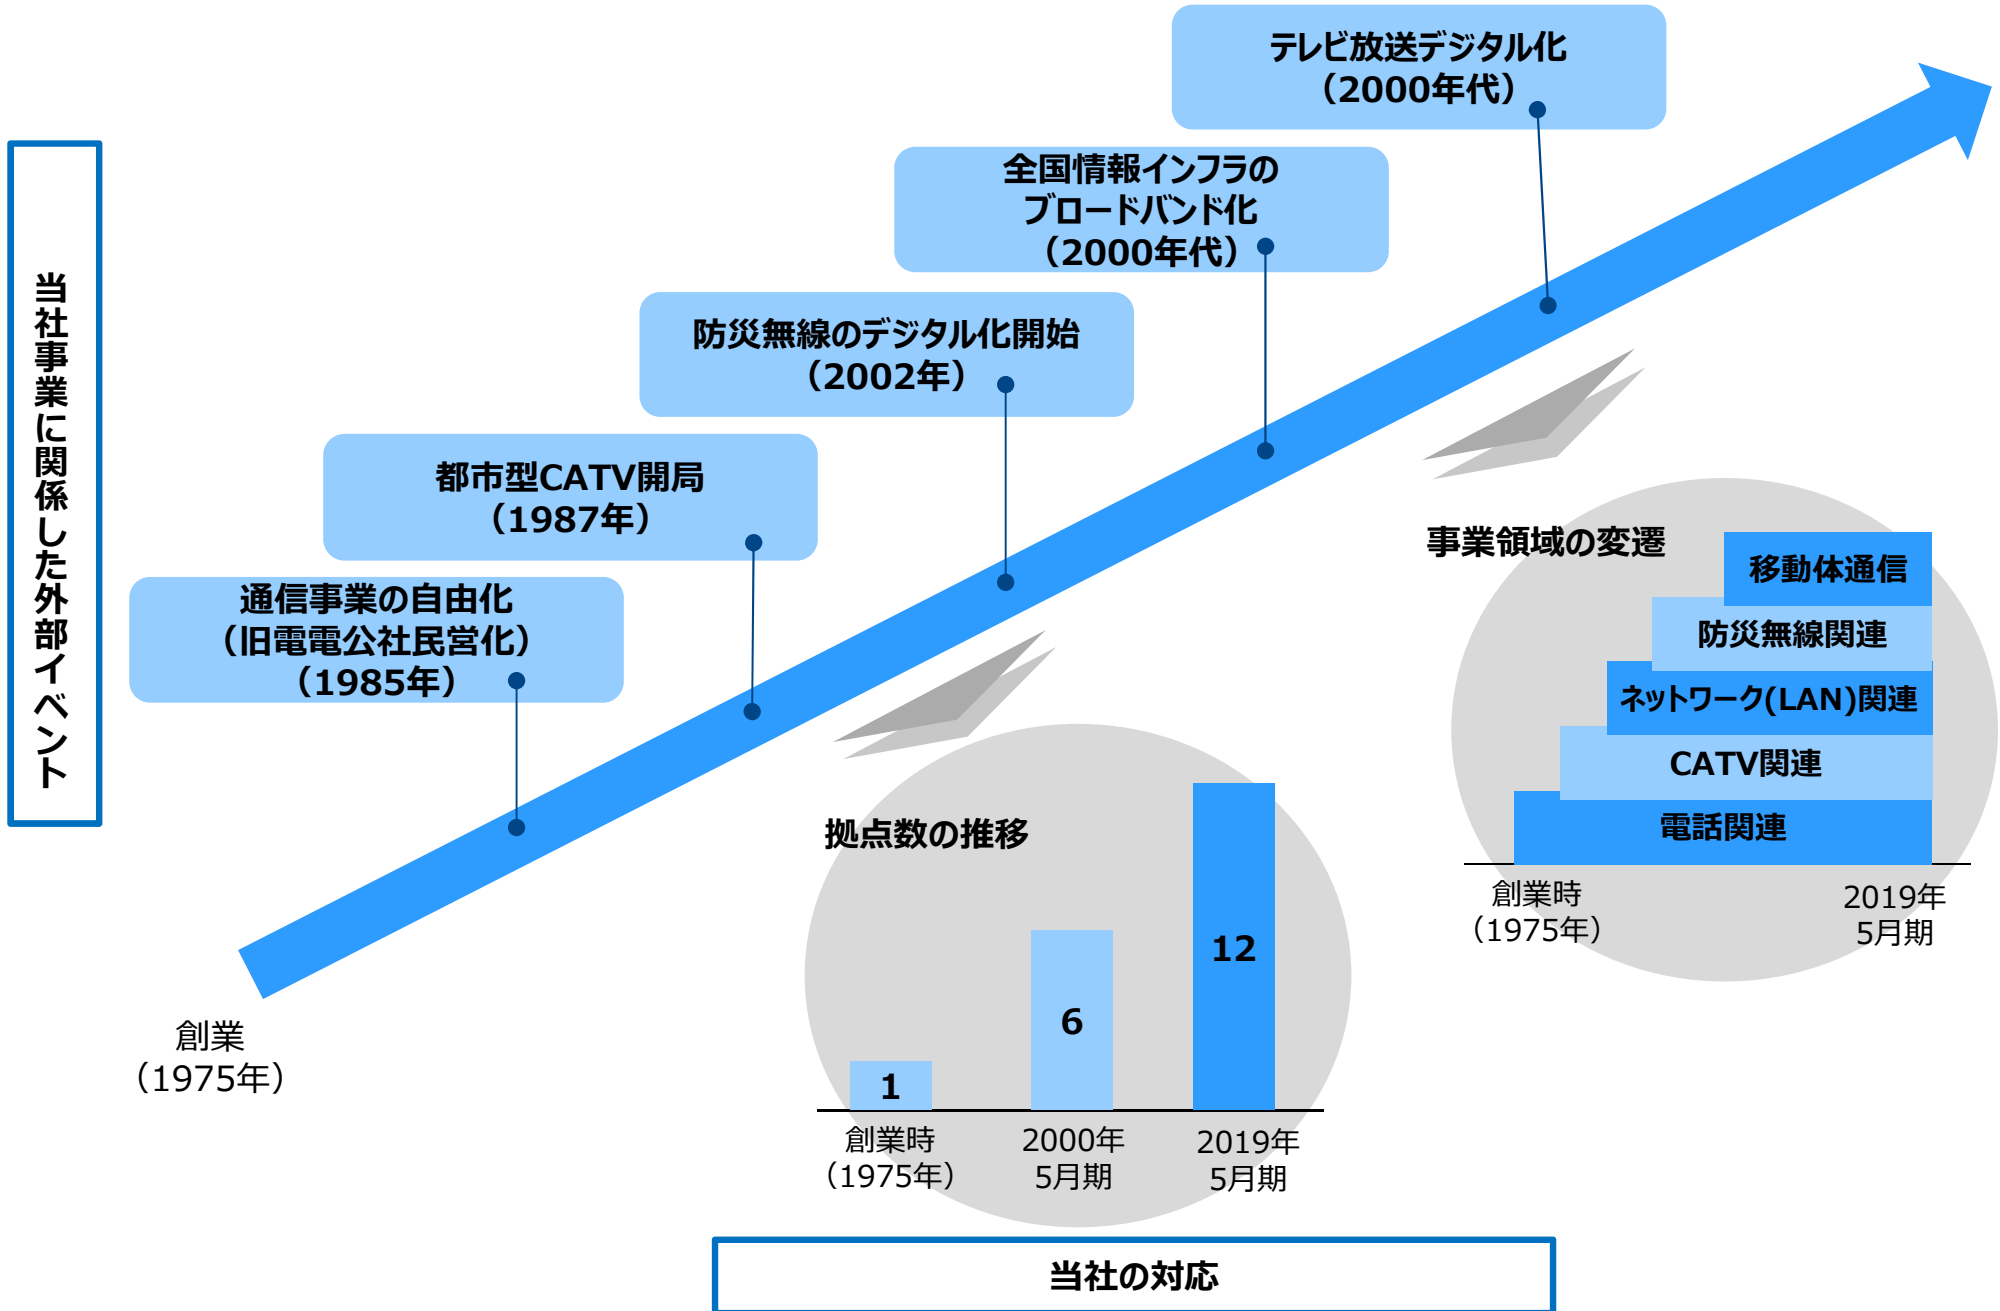 テレビ放送デジタル化
（2000年代）
全国情報インフラの
ブロードバンド化
（2000年代）
防災無線のデジタル化開始
（2002年）
都市型CATV開局
（1987年）
通信事業の自由化
（旧電電公社民営化）
（1985年）
当社事業に関係した外部イベント
創業
（1975年）
拠点数の推移
1
6
12
創業時
（1975年）
2000年
5月期
2019年
5月期
事業領域の変遷
移動体通信
防災無線関連
ネットワーク(LAN)関連
CATV関連
電話関連
創業時
（1975年）
2019年
5月期
当社の対応